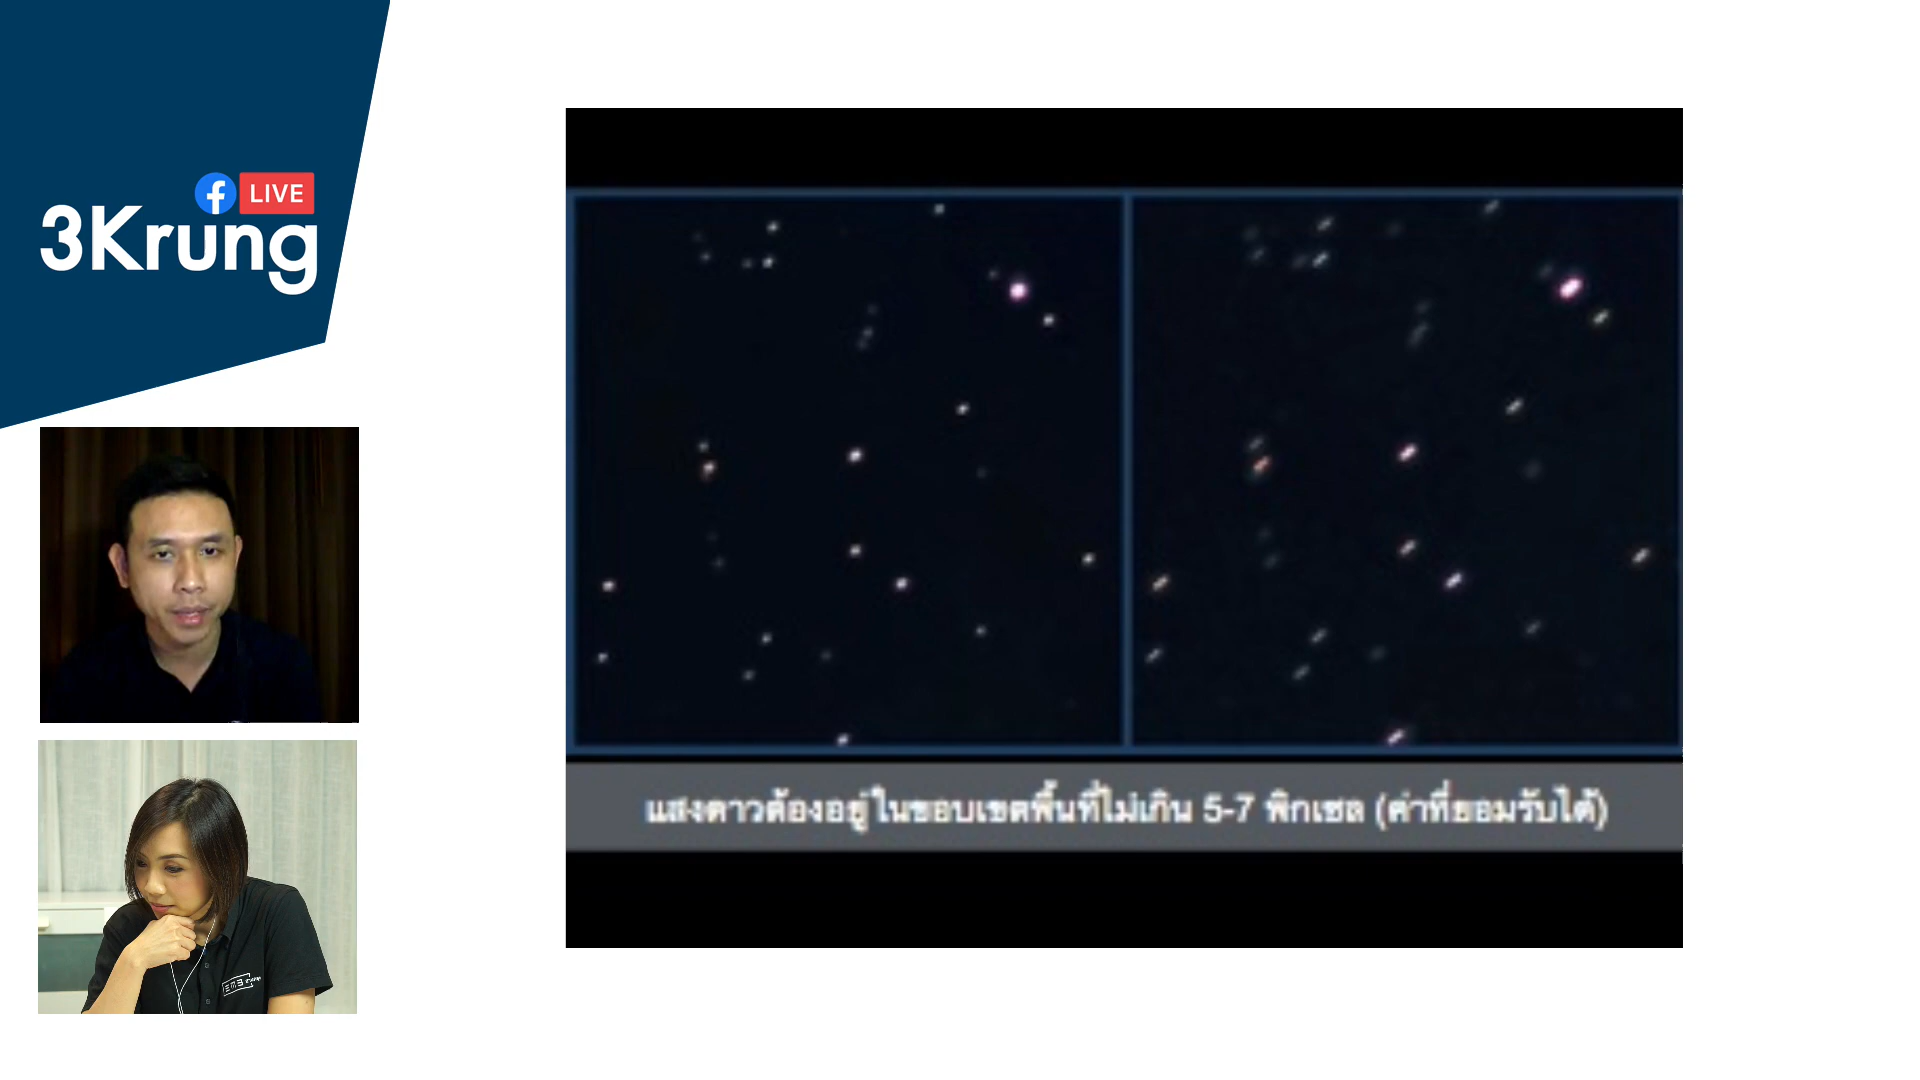 LIVE
3Krung
แสงดาวต้องอยู่ในขอบเขตพื้นที่ไม่เกิน 5-7 พิกเซล (ค่าที่ยอมรับได้)